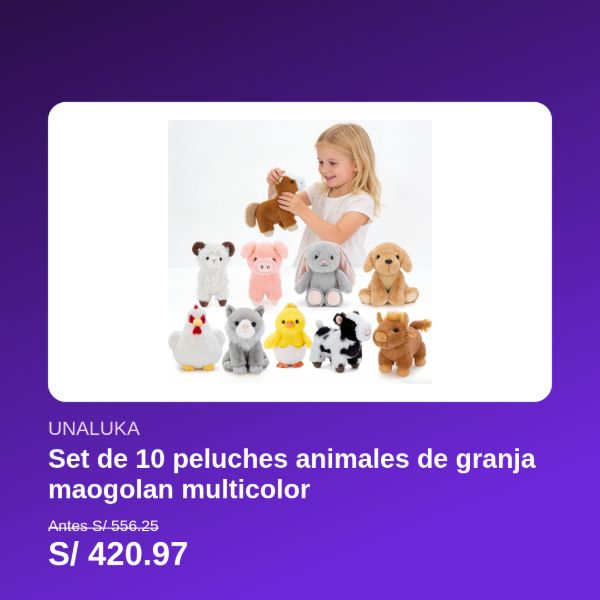 UNALUKA
Set de 10 peluches animales de granja
maogolan multicolor
Antes S/ 556.25
S/ 420.97